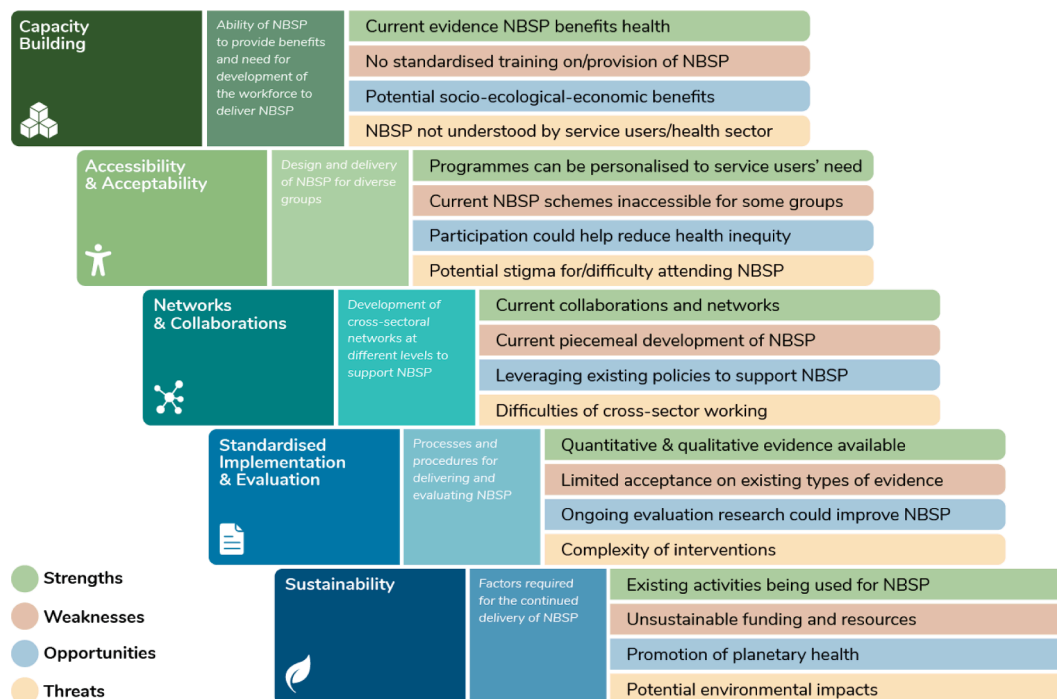 Capacity
Building
Ability of NBSP
to provide benefits
and need for
development of
the workforce to
deliver NBSP
Current evidence NBSP benefits health
No standardised training on/provision of NBSP
Potential socio-ecological-economic benefits
NBSP not understood by service users/health sector
Accessibility
& Acceptability
Design and delivery
of NBSP for diverse
groups
Programmes can be personalised to service users' need
Current NBSP schemes inaccessible for some groups
Participation could help reduce health inequity
Potential stigma for/difficulty attending NBSP
Networks
& Collaborations
Development of
cross-sectoral
networks at
different levels to
support NBSP
Current collaborations and networks
Current piecemeal development of NBSP
Leveraging existing policies to support NBSP
Difficulties of cross-sector working
Standardised
Implementation
& Evaluation
Processes and
procedures for
delivering and
evaluating NBSP
Quantitative & qualitative evidence available
Limited acceptance on existing types of evidence
Ongoing evaluation research could improve NBSP
Complexity of interventions
Sustainability
Factors required
for the continued
delivery of NBSP
Existing activities being used for NBSP
Unsustainable funding and resources
Promotion of planetary health
Potential environmental impacts
Strengths
Weaknesses
Opportunities
Threats